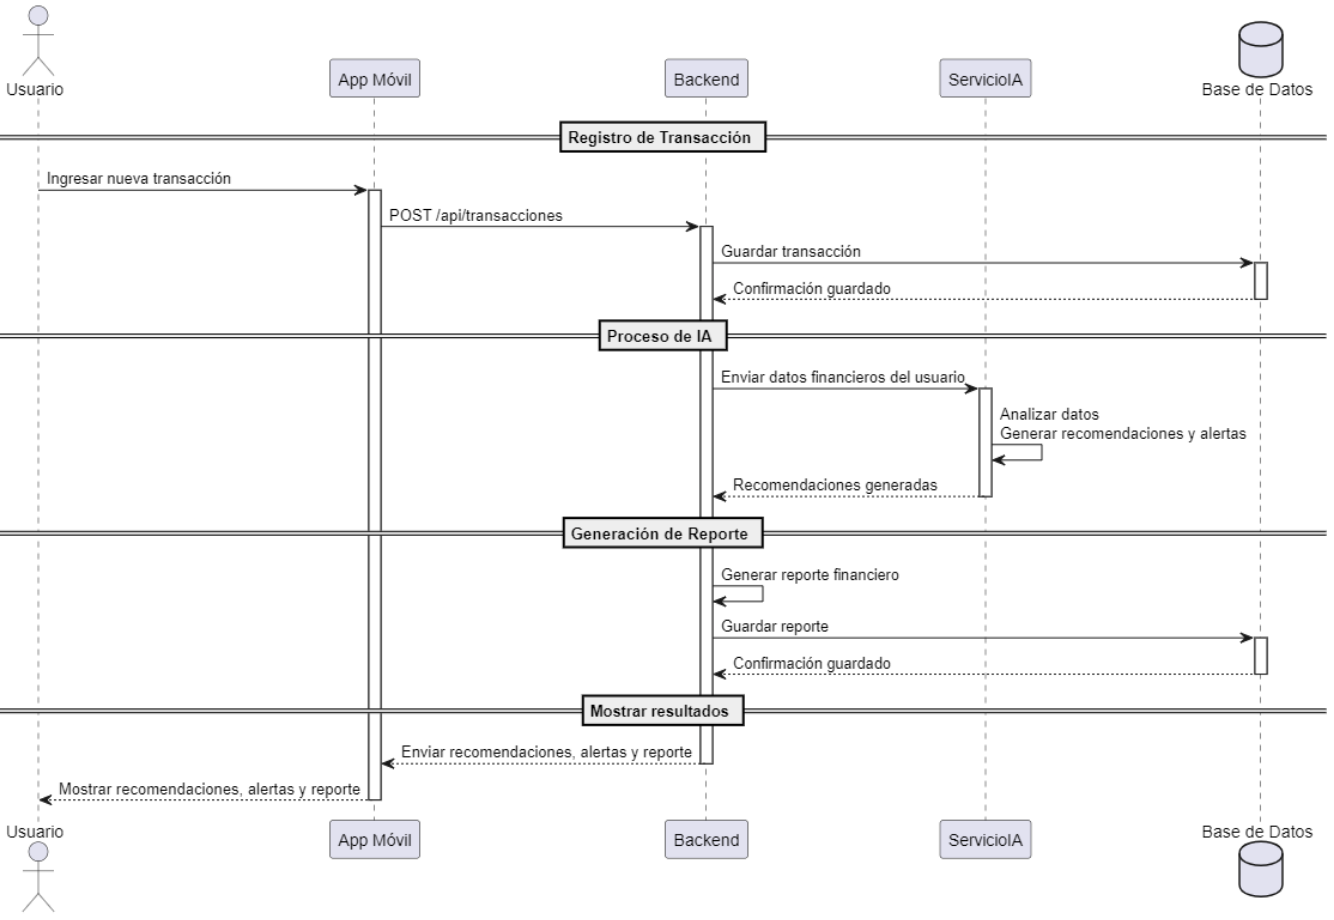 Usuario
App Móvil
Backend
ServicioIA
Base de Datos
Registro de Transacción
Ingresar nueva transacción
POST /api/transacciones
Guardar transacción
Confirmación guardado
Proceso de IA
Enviar datos financieros del usuario
Analizar datos
Generar recomendaciones y alertas
Recomendaciones generadas
Generación de Reporte
Generar reporte financiero
Guardar reporte
Confirmación guardado
Mostrar resultados
Enviar recomendaciones, alertas y reporte
Mostrar recomendaciones, alertas y reporte
Usuario
App Móvil
Backend
ServicioIA
Base de Datos